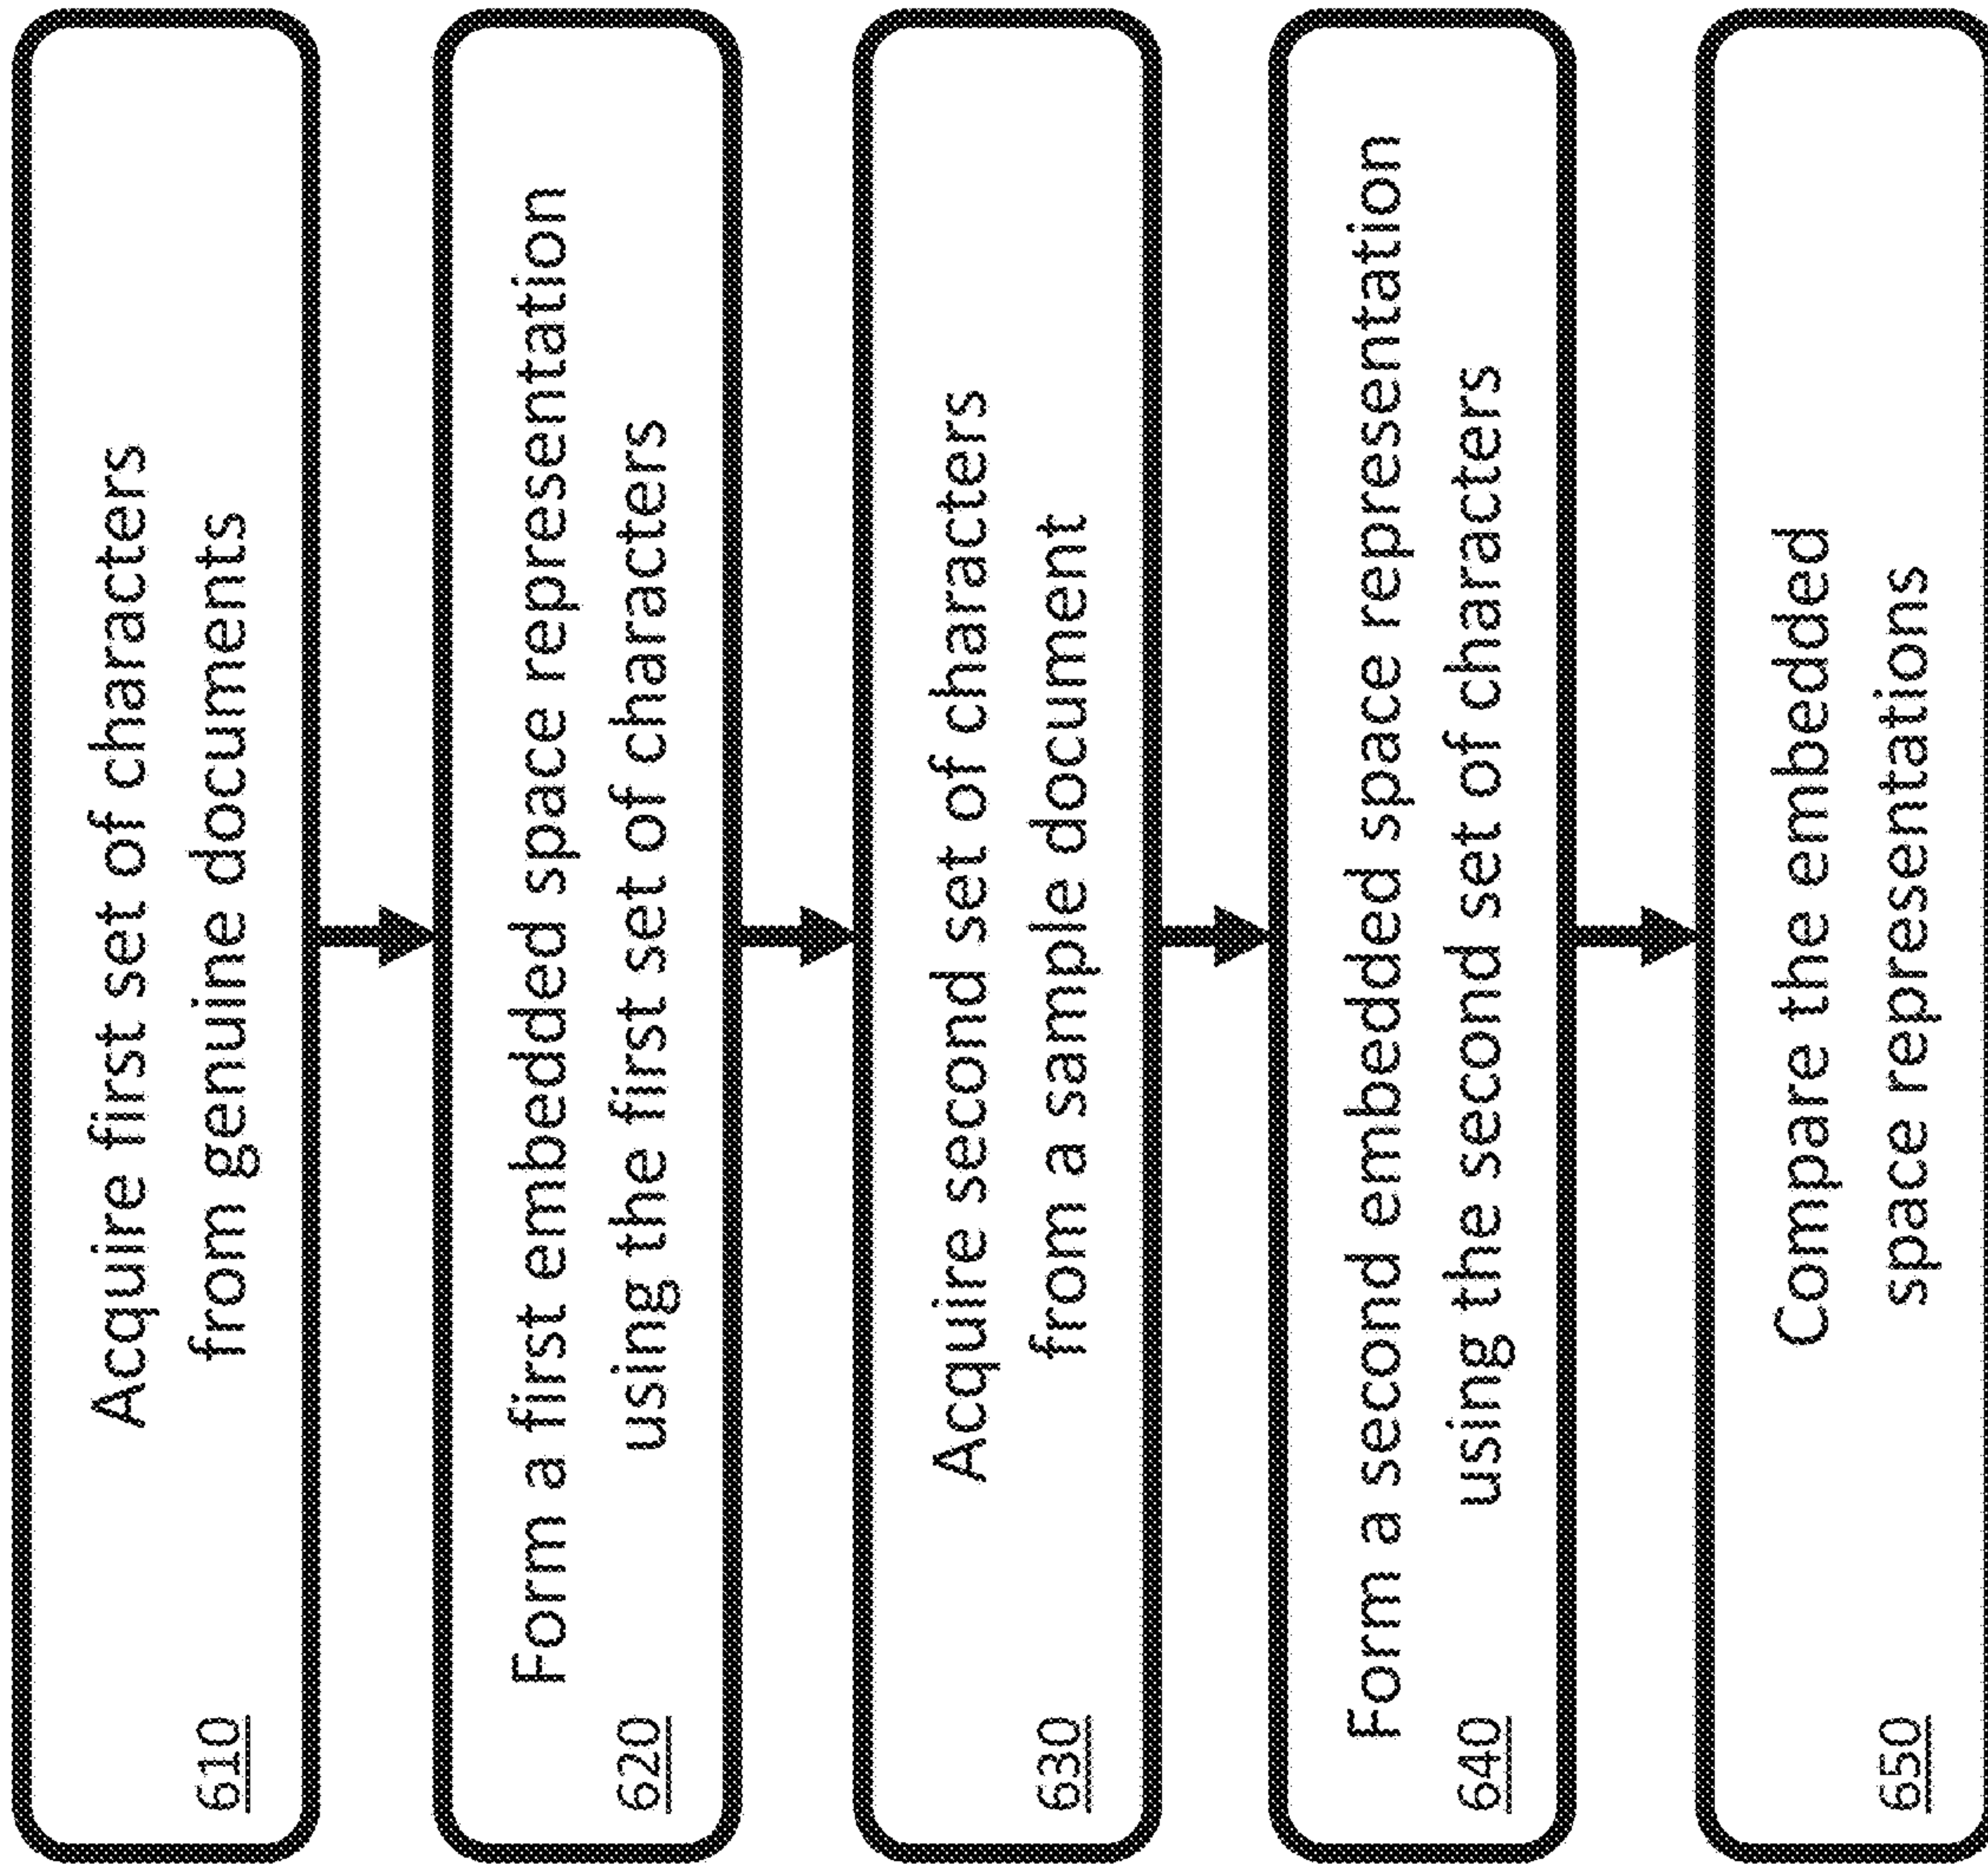 Acquire first set of characters
from genuine documents
610
Form a first embedded space representation
using the first set of characters
620
Acquire second set of characters
from a sample document
630
Form a second embedded space representation
using the second set of characters
640
Compare the embedded
space representations
650